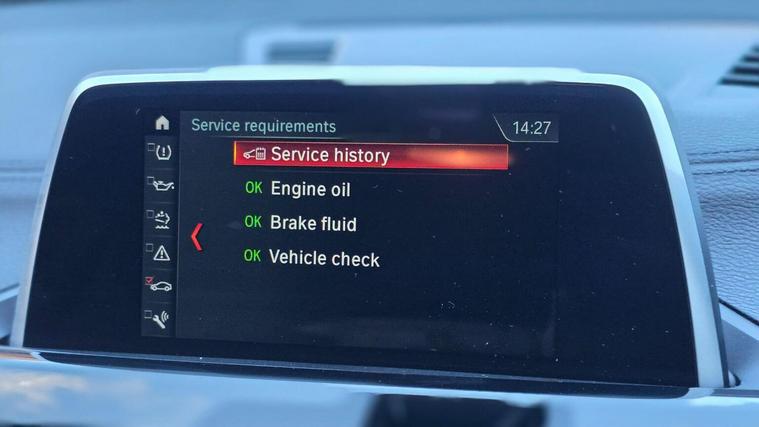 Service requirements
14:27
Service history
OK Engine oil
OK Brake fluid
OK Vehicle check